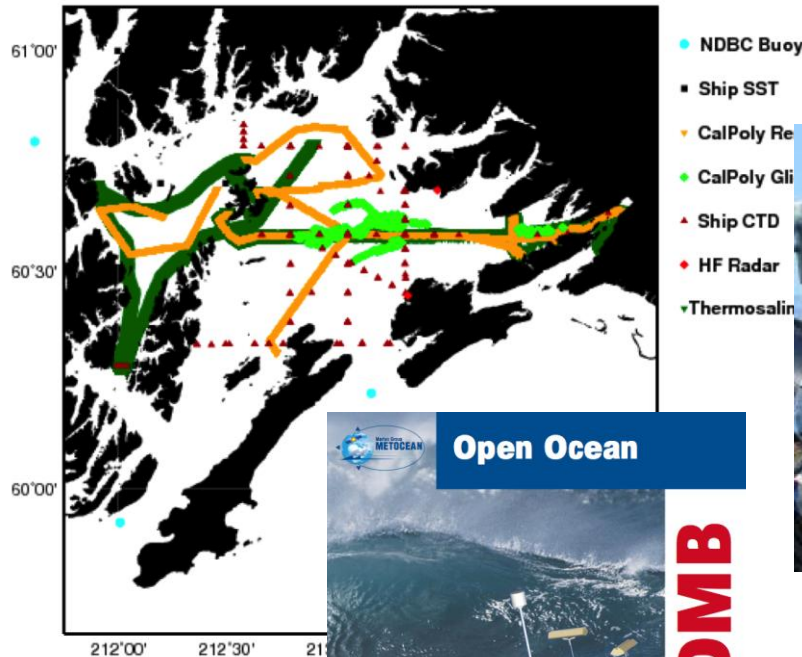 61°00'
60°30'
60°00'
212°00'
212°30'
NDBC Buoy
Ship SST
CalPoly Re
CalPoly Gli
Ship CTD
HF Radar
Thermosalin
METOCEAN
Open Ocean
OMB